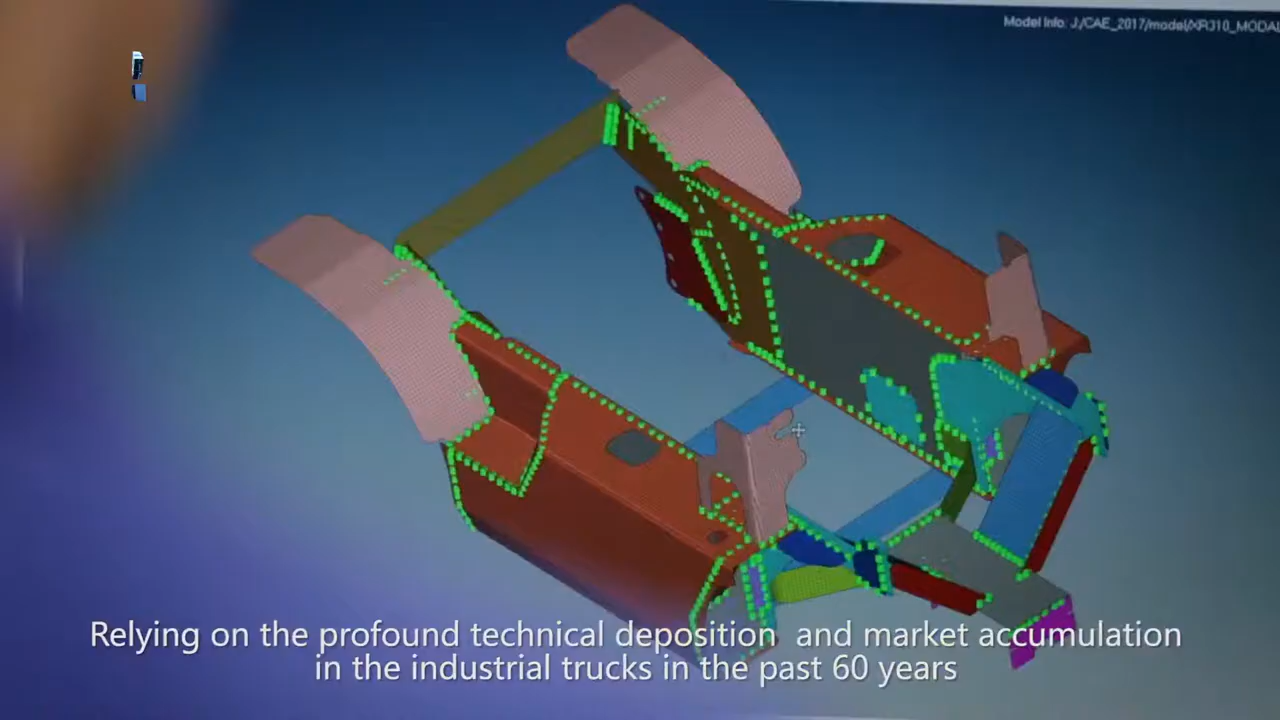 Model Info: J:/CAE_2017/model/XR310_MODAL
Relying on the profound technical deposition and market accumulation
in the industrial trucks in the past 60 years